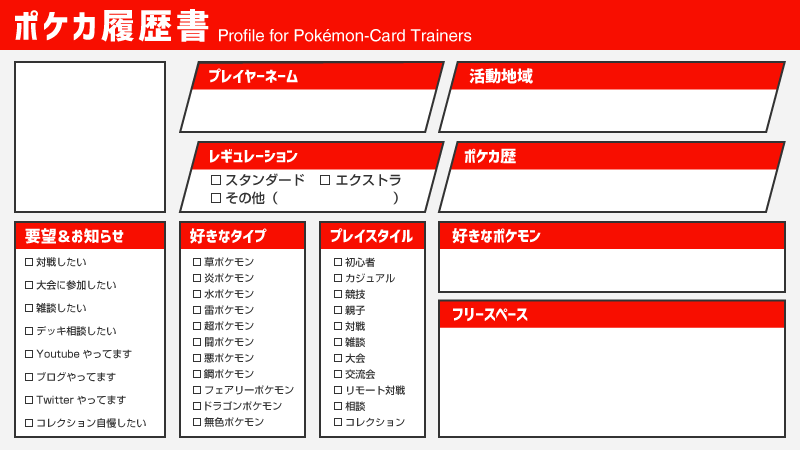 ポケカ履歴書 Profile for Pokémon-Card Trainers
プレイヤーネーム
活動地域
レギュレーション
□ スタンダード □ エクストラ
□ その他（ ）
ポケカ歴
要望＆お知らせ
□ 対戦したい
□ 大会に参加したい
□ 雑談したい
□ デッキ相談したい
□ Youtube やってます
□ ブログやってます
□ Twitter やってます
□ コレクション自慢したい
好きなタイプ
□ 草ポケモン
□ 炎ポケモン
□ 水ポケモン
□ 雷ポケモン
□ 超ポケモン
□ 闘ポケモン
□ 悪ポケモン
□ 鋼ポケモン
□ フェアリーポケモン
□ ドラゴンポケモン
□ 無色ポケモン
プレイスタイル
□ 初心者
□ カジュアル
□ 競技
□ 親子
□ 対戦
□ 雑談
□ 大会
□ 交流会
□ リモート対戦
□ 相談
□ コレクション
好きなポケモン
フリースペース